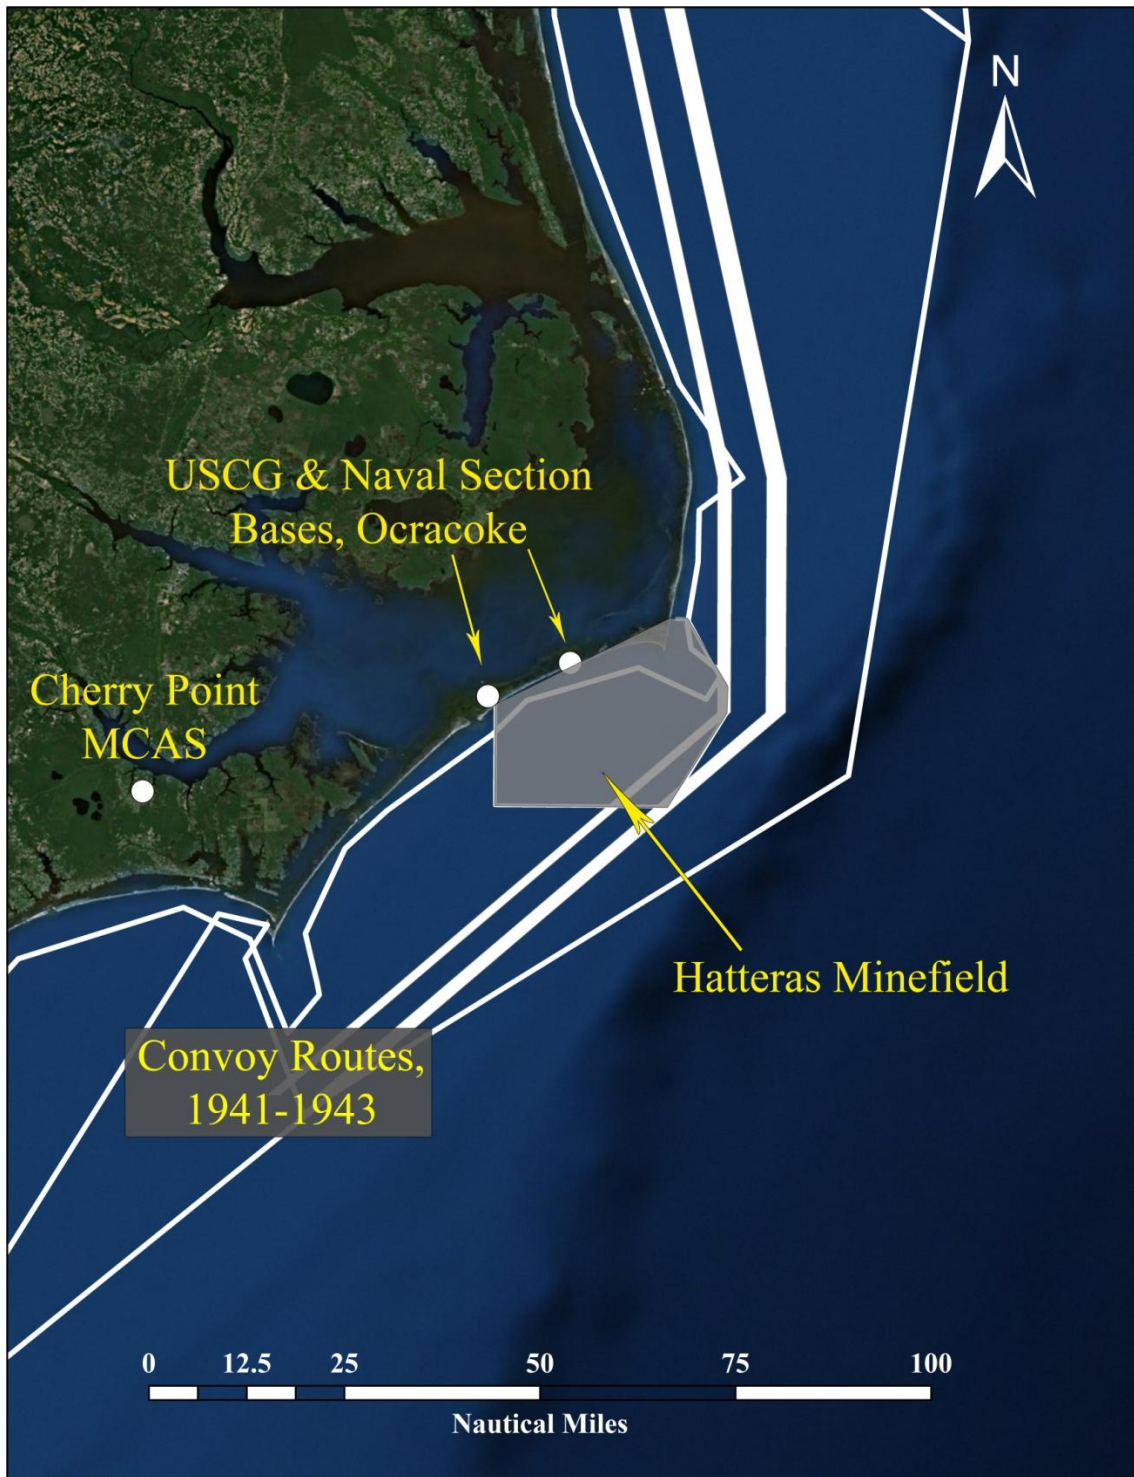 N
USCG & Naval Section
Bases, Ocracoke
Cherry Point
MCAS
Hatteras Minefield
Convoy Routes,
1941-1943
0 12.5 25 50 75 100
Nautical Miles